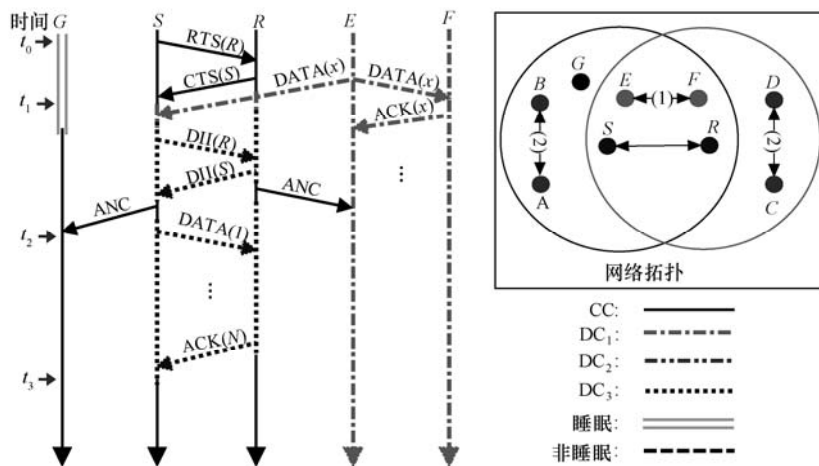 时间 G S R E F
t0
RTS(R)
CTS(S)
DATA(x)
DATA(x)
t1
ACK(x)
DII(R)
DII(S)
ANC
ANC
t2
DATA(1)
⋮
...
ACK(N)
t3
B G E F D
(1)
(2)
(2)
S R
A C
网络拓扑
CC:
DC1:
DC2:
DC3:
睡眠:
非睡眠: